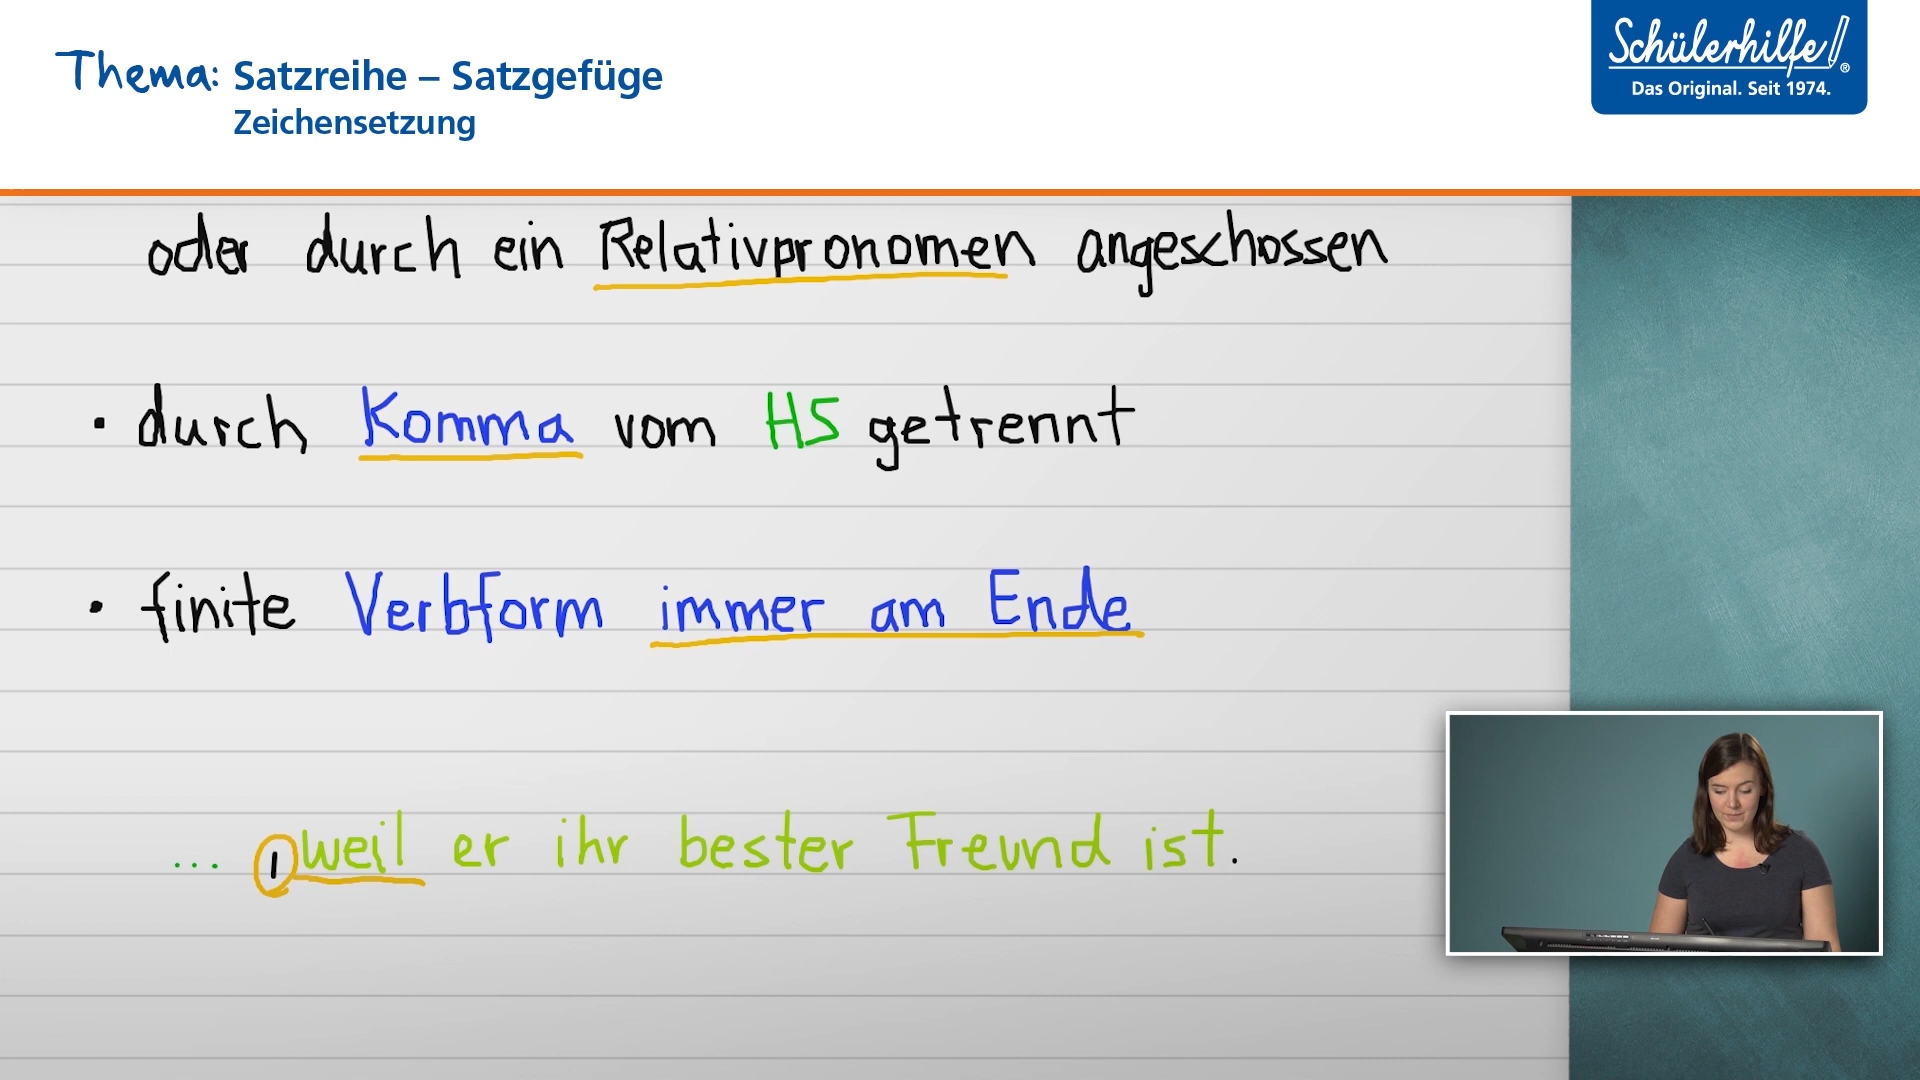 Thema: Satzreihe – Satzgefüge
Zeichensetzung
Schülerhilfe!®
Das Original. Seit 1974.
oder durch ein Relativpronomen angeschossen
· durch Komma vom HS getrennt
· finite Verbform immer am Ende
... , weil er ihr bester Freund ist.